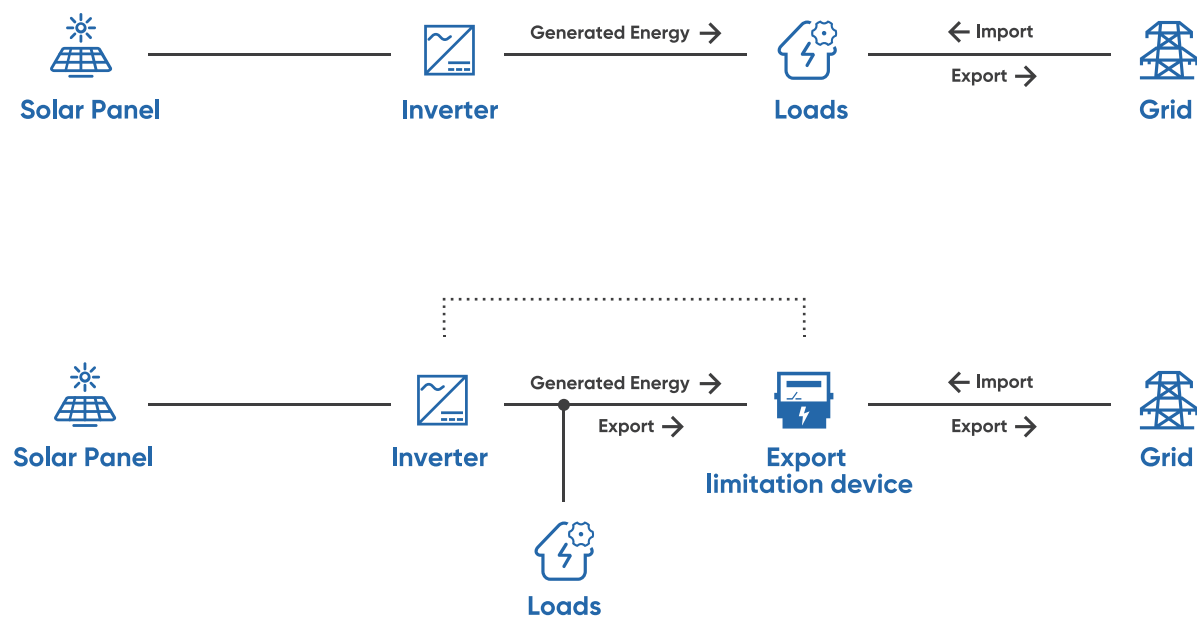 Generated Energy
Import
Export
Solar Panel
Inverter
Loads
Grid
Generated Energy
Import
Export
Export
Solar Panel
Inverter
Export
limitation device
Grid
Loads